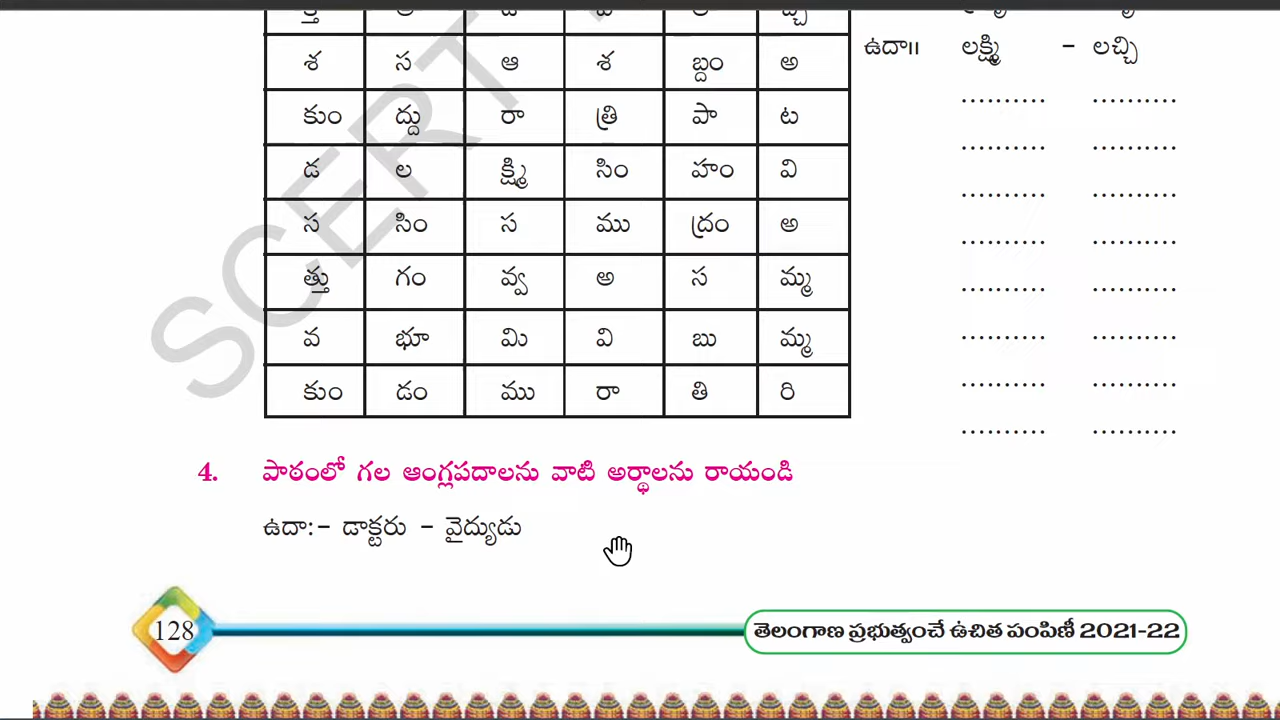 ఉదా॥ లక్ష్మి - లచ్చి
శ స ఆ శ బ్దం అ
.......... ..........
కుం ద్దు రా త్రి పా ట
.......... ..........
డ ల క్ష్మి సిం హం వి
.......... ..........
స సిం స ము ద్రం అ
.......... ..........
త్తు గం వ్వ అ స మ్మ
.......... ..........
వ భూ మి వి బు మ్మ
.......... ..........
కుం డం ము రా తి రి
.......... ..........
.......... ..........
4. పాఠంలో గల ఆంగ్లపదాలను వాటి అర్థాలను రాయండి
ఉదా:- డాక్టరు - వైద్యుడు
128
తెలంగాణ ప్రభుత్వంచే ఉచిత పంపిణీ 2021-22
SCERT